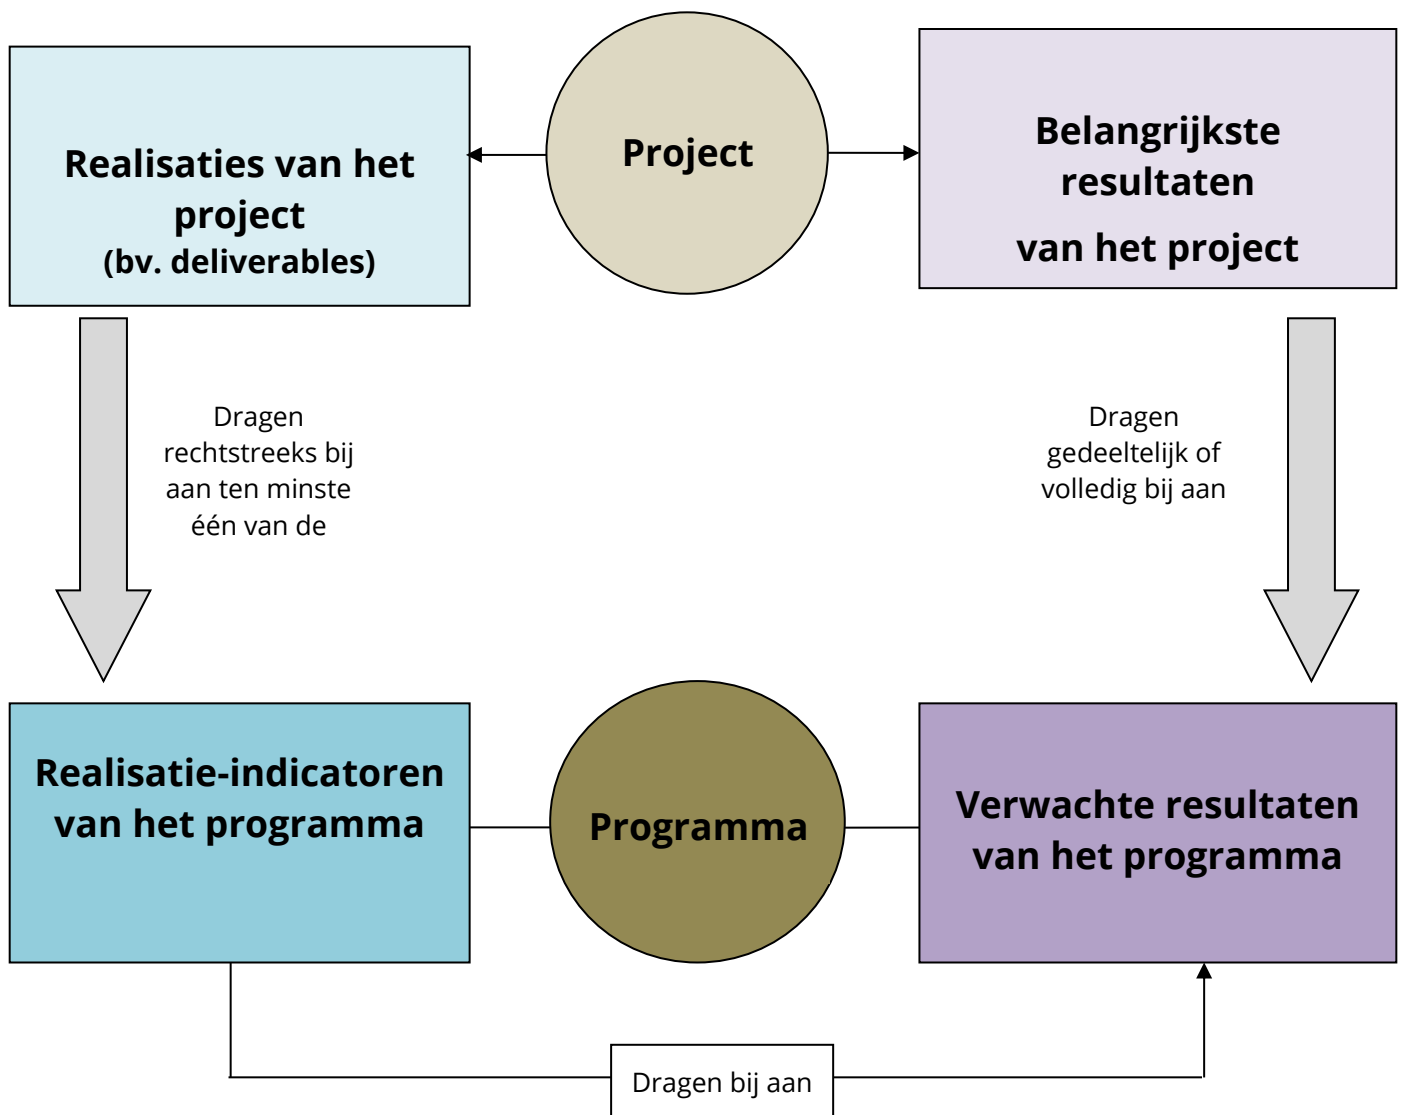 Realisaties van het
project
(bv. deliverables)
Project
Belangrijkste
resultaten
van het project
Dragen
rechtstreeks bij
aan ten minste
één van de
Dragen
gedeeltelijk of
volledig bij aan
Realisatie-indicatoren
van het programma
Programma
Verwachte resultaten
van het programma
Dragen bij aan